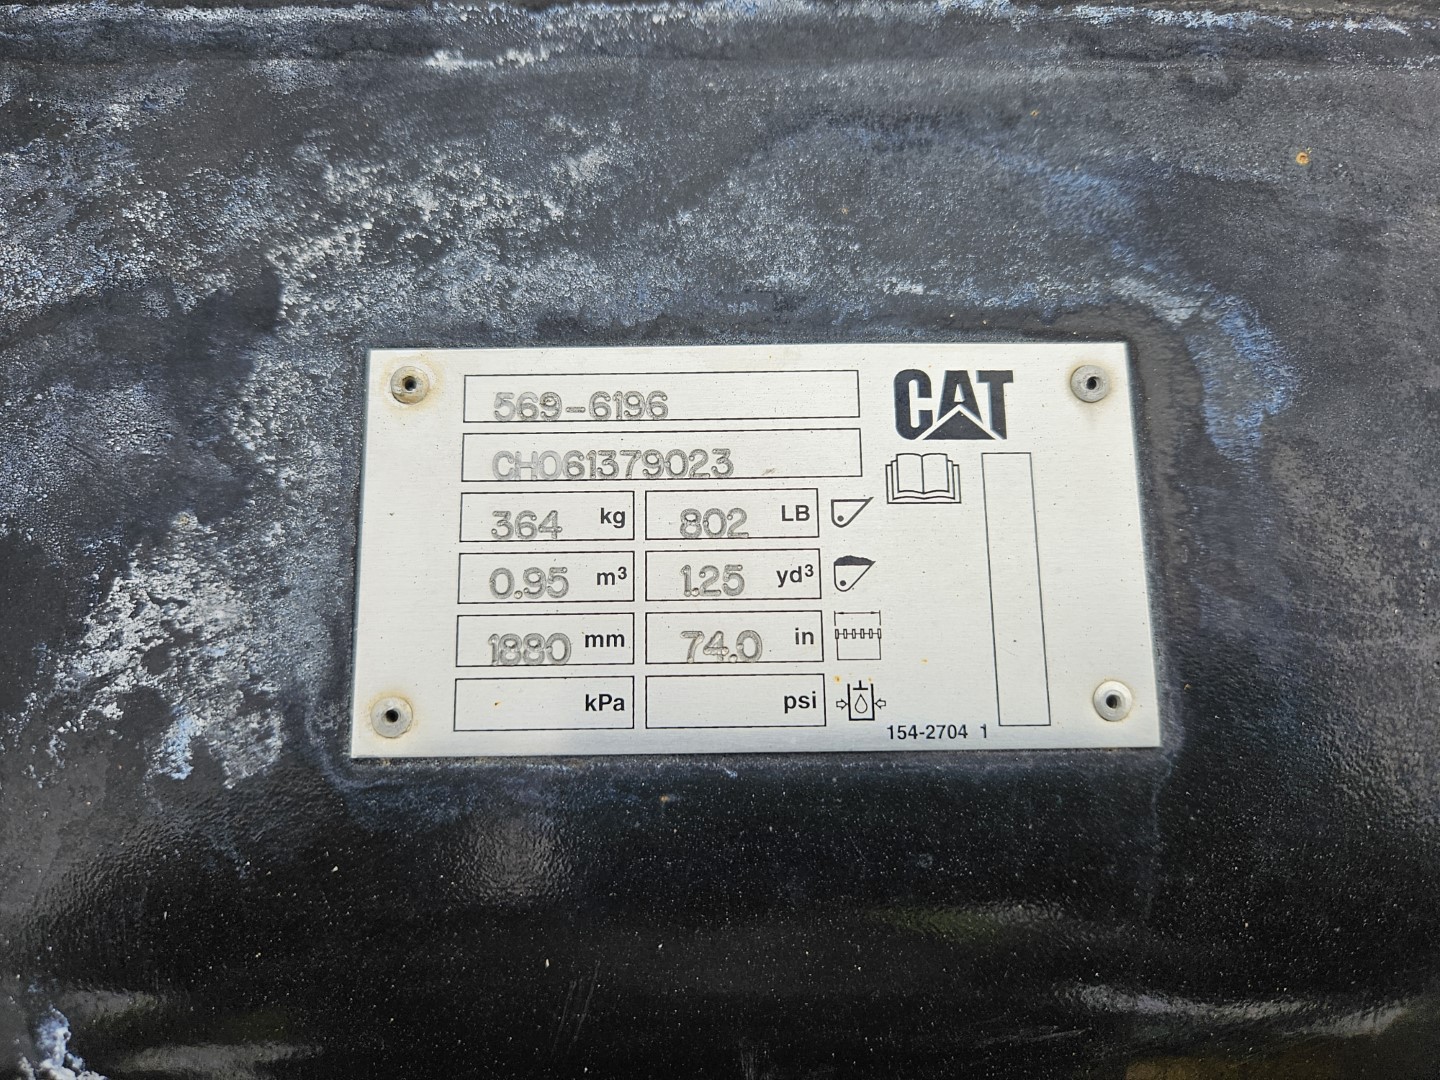 569-6196
CAT
CH061379023
364 kg 802 LB
0.95 m³ 1.25 yd³
1880 mm 74.0 in
kPa psi
154-2704 1